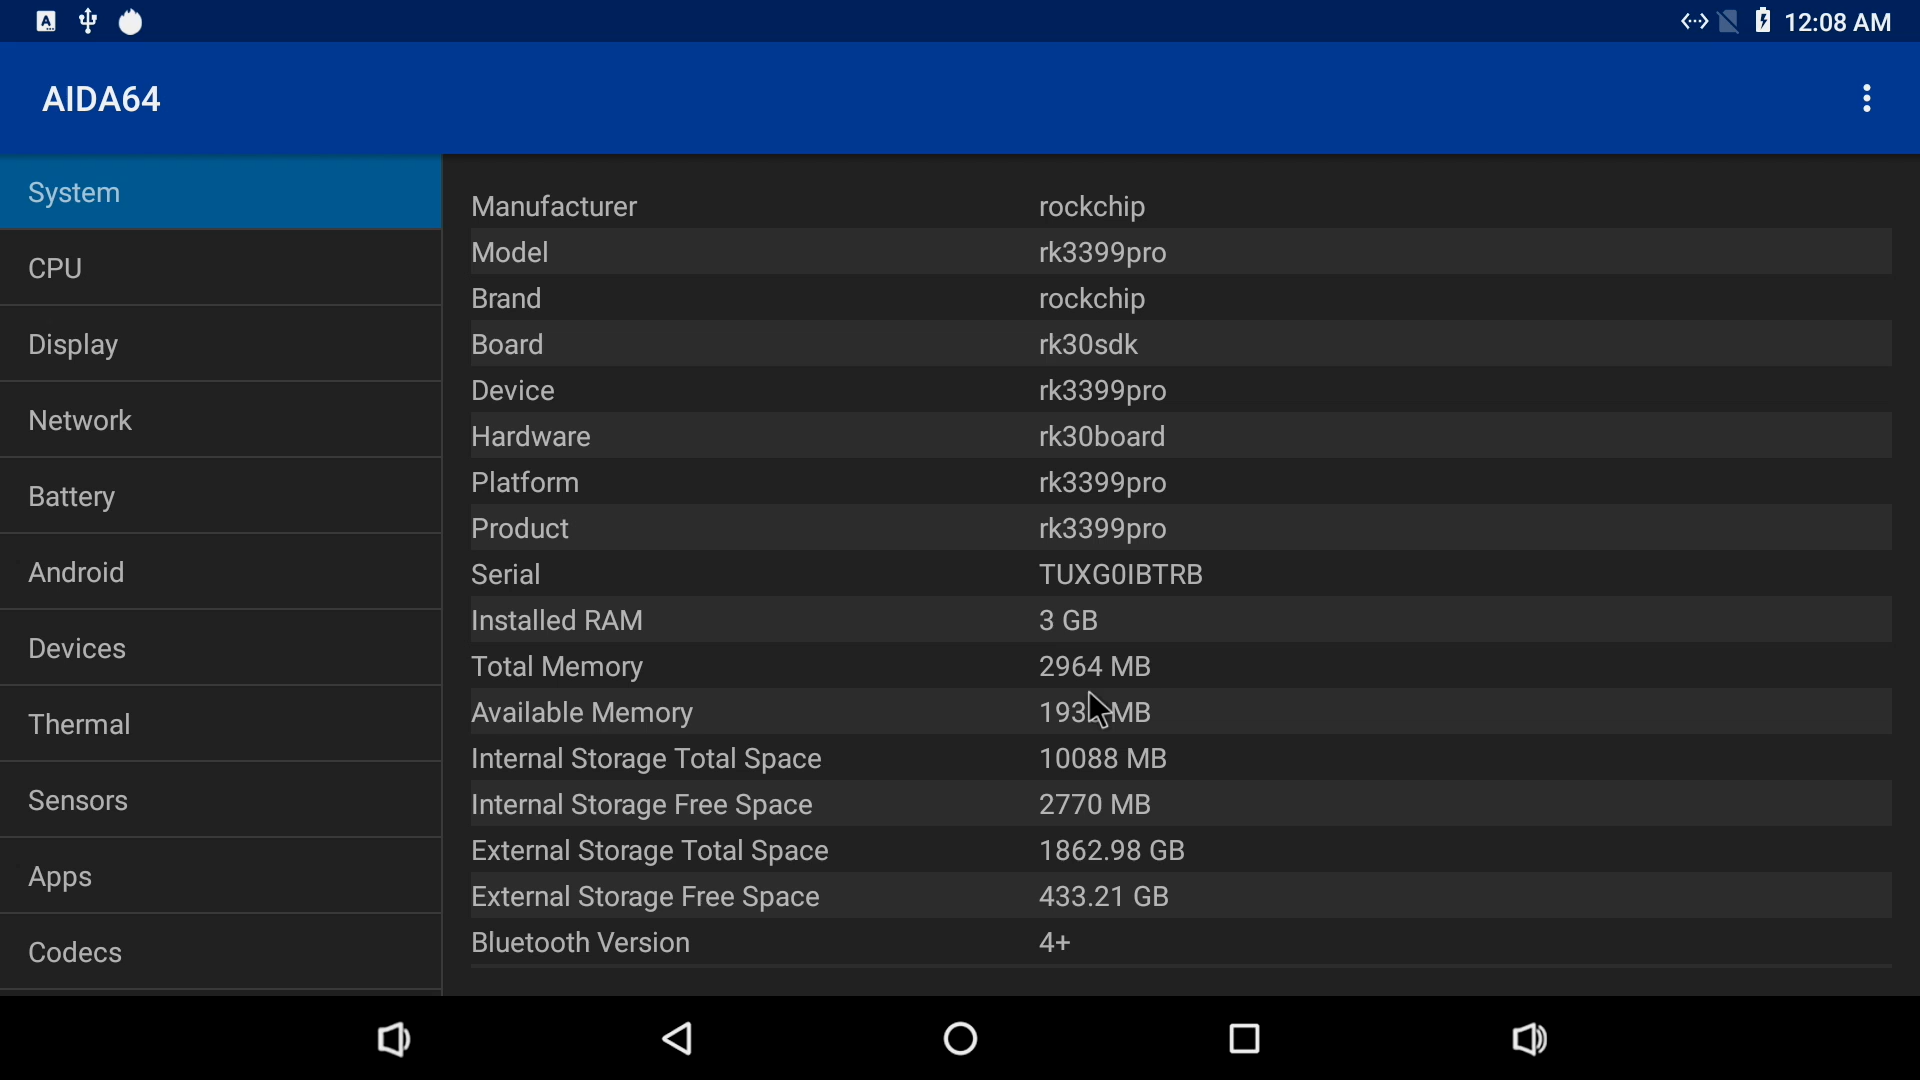 12:08 AM
AIDA64
System
CPU
Display
Network
Battery
Android
Devices
Thermal
Sensors
Apps
Codecs
Manufacturer rockchip
Model rk3399pro
Brand rockchip
Board rk30sdk
Device rk3399pro
Hardware rk30board
Platform rk3399pro
Product rk3399pro
Serial TUXG0IBTRB
Installed RAM 3 GB
Total Memory 2964 MB
Available Memory MB
Internal Storage Total Space 10088 MB
Internal Storage Free Space 2770 MB
External Storage Total Space 1862.98 GB
External Storage Free Space 433.21 GB
Bluetooth Version 4+